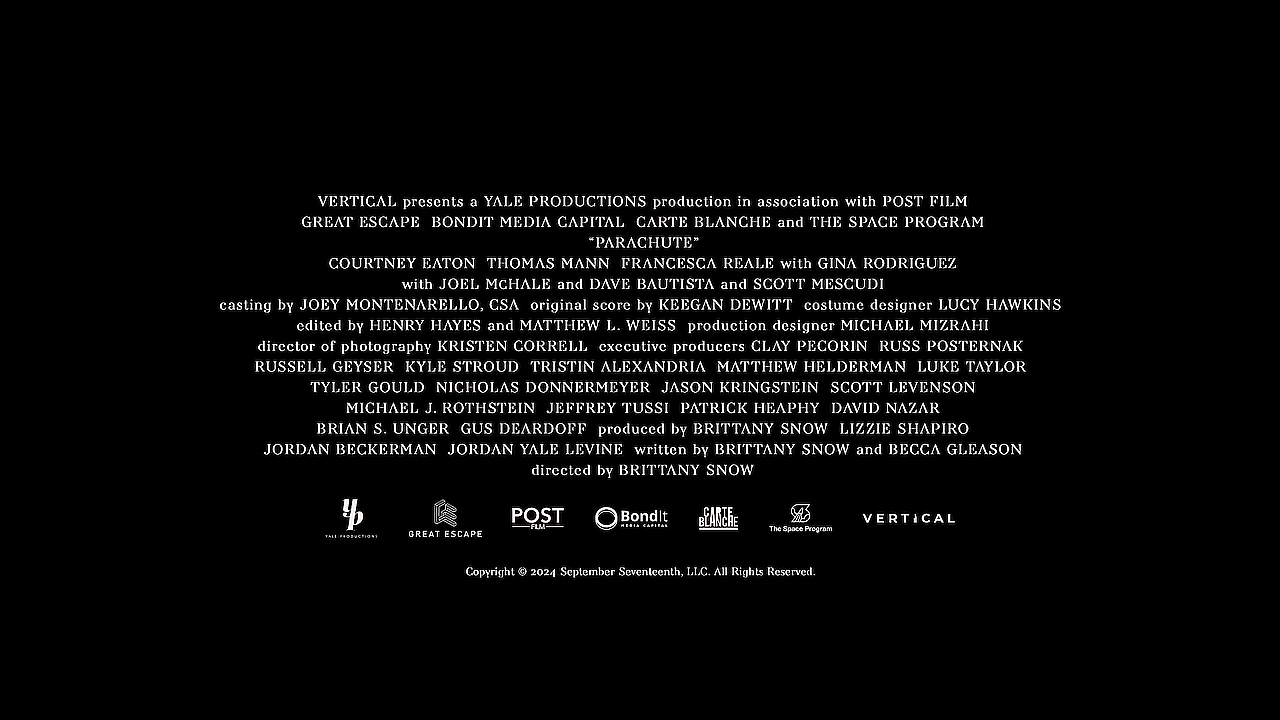 VERTICAL presents a YALE PRODUCTIONS production in association with POST FILM
GREAT ESCAPE BONDIT MEDIA CAPITAL CARTE BLANCHE and THE SPACE PROGRAM
“PARACHUTE”
COURTNEY EATON THOMAS MANN FRANCESCA REALE with GINA RODRIGUEZ
with JOEL McHALE and DAVE BAUTISTA and SCOTT MESCUDI
casting by JOEY MONTENARELLO, CSA original score by KEEGAN DEWITT costume designer LUCY HAWKINS
edited by HENRY HAYES and MATTHEW L. WEISS production designer MICHAEL MIZRAHI
director of photography KRISTEN CORRELL executive producers CLAY PECORIN RUSS POSTERNAK
RUSSELL GEYSER KYLE STROUD TRISTIN ALEXANDRIA MATTHEW HELDERMAN LUKE TAYLOR
TYLER GOULD NICHOLAS DONNERMEYER JASON KRINGSTEIN SCOTT LEVENSON
MICHAEL J. ROTHSTEIN JEFFREY TUSSI PATRICK HEAPHY DAVID NAZAR
BRIAN S. UNGER GUS DEARDOFF produced by BRITTANY SNOW LIZZIE SHAPIRO
JORDAN BECKERMAN JORDAN YALE LEVINE written by BRITTANY SNOW and BECCA GLEASON
directed by BRITTANY SNOW
yp
YALE PRODUCTIONS
GREAT ESCAPE
POST
FILM
BondIt
MEDIA CAPITAL
CARTE
BLANCHE
The Space Program
VERTICAL
Copyright © 2024 September Seventeenth, LLC. All Rights Reserved.